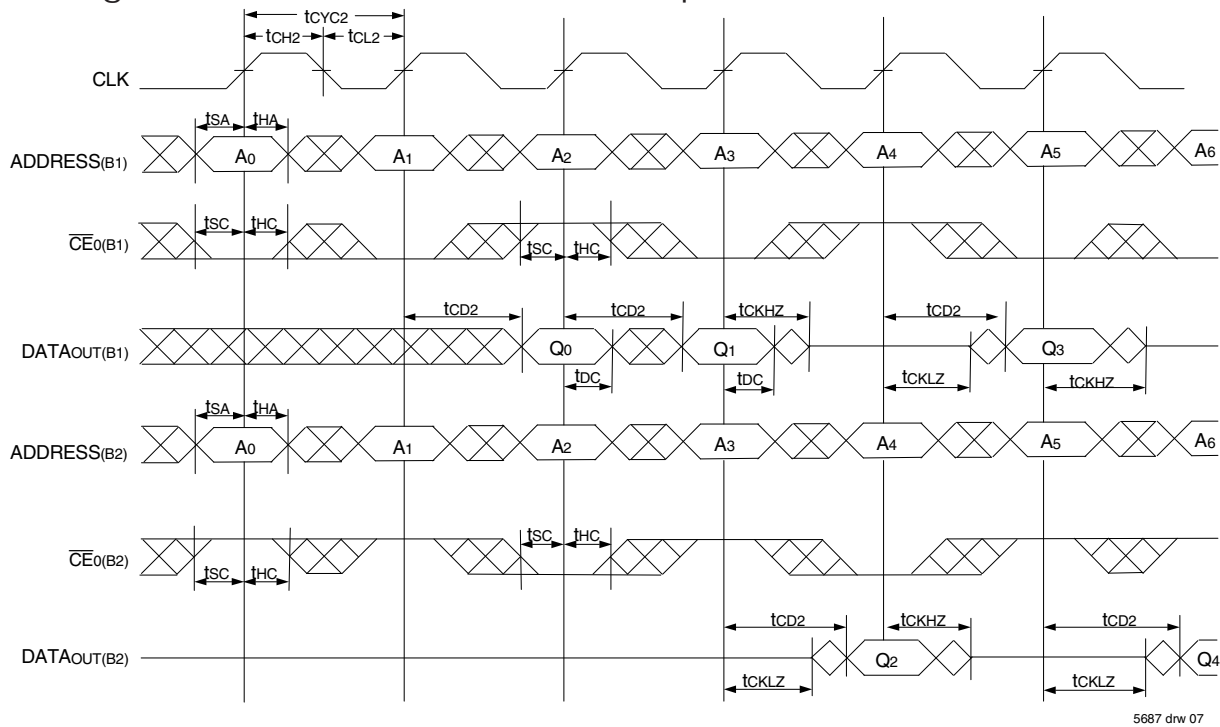 tCYC2
tCH2 tCL2
CLK
tSA tHA
ADDRESS(B1) A0 A1 A2 A3 A4 A5 A6
tSC tHC
CE0(B1) tSC tHC
tCD2 tCD2 tCKHZ tCD2
DATAOUT(B1) Q0 Q1 Q3
tDC tDC tCKLZ tCKHZ
tSA tHA
ADDRESS(B2) A0 A1 A2 A3 A4 A5 A6
tSC tHC
CE0(B2)
tSC tHC
tCD2 tCKHZ tCD2
DATAOUT(B2) Q2 Q4
tCKLZ tCKLZ
5687 drw 07